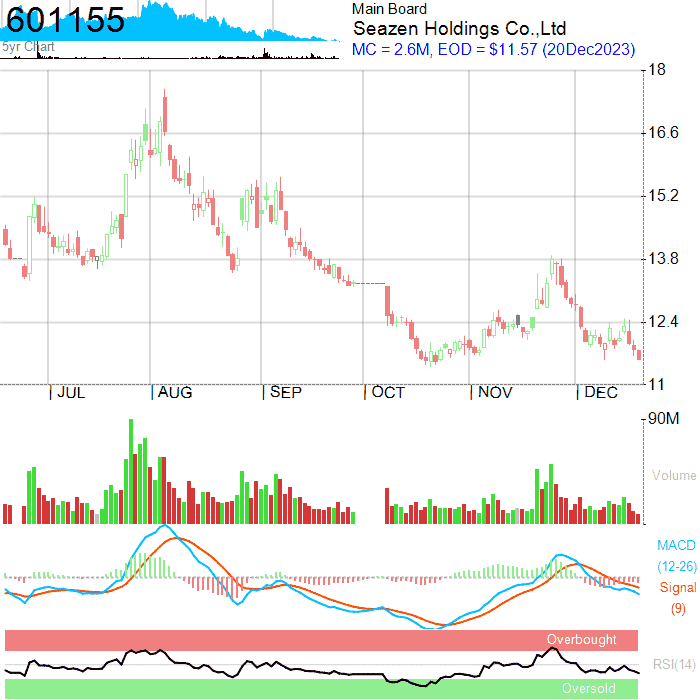 601155
5yr Chart
Main Board
Seazen Holdings Co.,Ltd
MC = 2.6M, EOD = $11.57 (20Dec2023)
18
16.6
15.2
13.8
12.4
11
JUL AUG SEP OCT NOV DEC
90M
Volume
MACD
(12-26)
Signal
(9)
Overbought
RSI(14)
Oversold